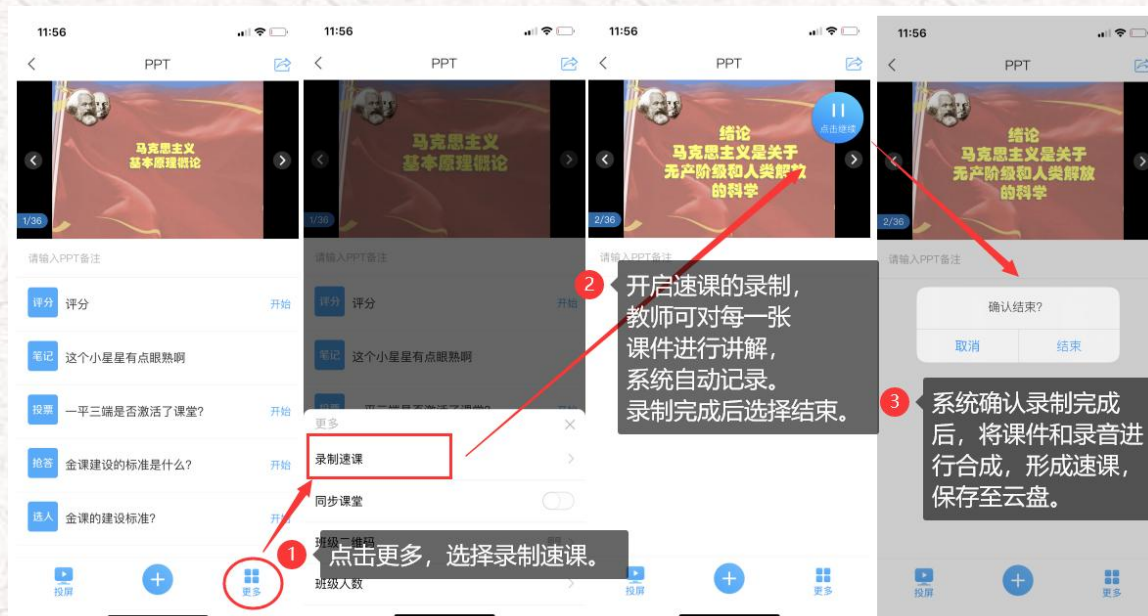 11:56
PPT
马克思主义
基本原理概论
1/36
请输入PPT备注
评分 评分 开始
笔记 这个小星星有点眼熟啊
投票 一平三端是否激活了课堂? 开始
抢答 金课建设的标准是什么? 开始
选人 金课的建设标准?
投屏
更多
11:56
PPT
马克思主义
基本原理概论
1/36
请输入PPT备注
评分 评分 开始
笔记 这个小星星有点眼熟啊
更多
录制速课
同步课堂
班级二维码
班级人数
1 点击更多，选择录制速课。
11:56
PPT
点击继续
绪论
马克思主义是关于
无产阶级和人类解放
的科学
2/36
请输入PPT备注
2 开启速课的录制，
教师可对每一张
课件进行讲解，
系统自动记录。
录制完成后选择结束。
投屏
更多
11:56
PPT
绪论
马克思主义是关于
无产阶级和人类解放
的科学
2/36
请输入PPT备注
确认结束?
取消 结束
3 系统确认录制完成
后，将课件和录音进
行合成，形成速课，
保存至云盘。
投屏
更多